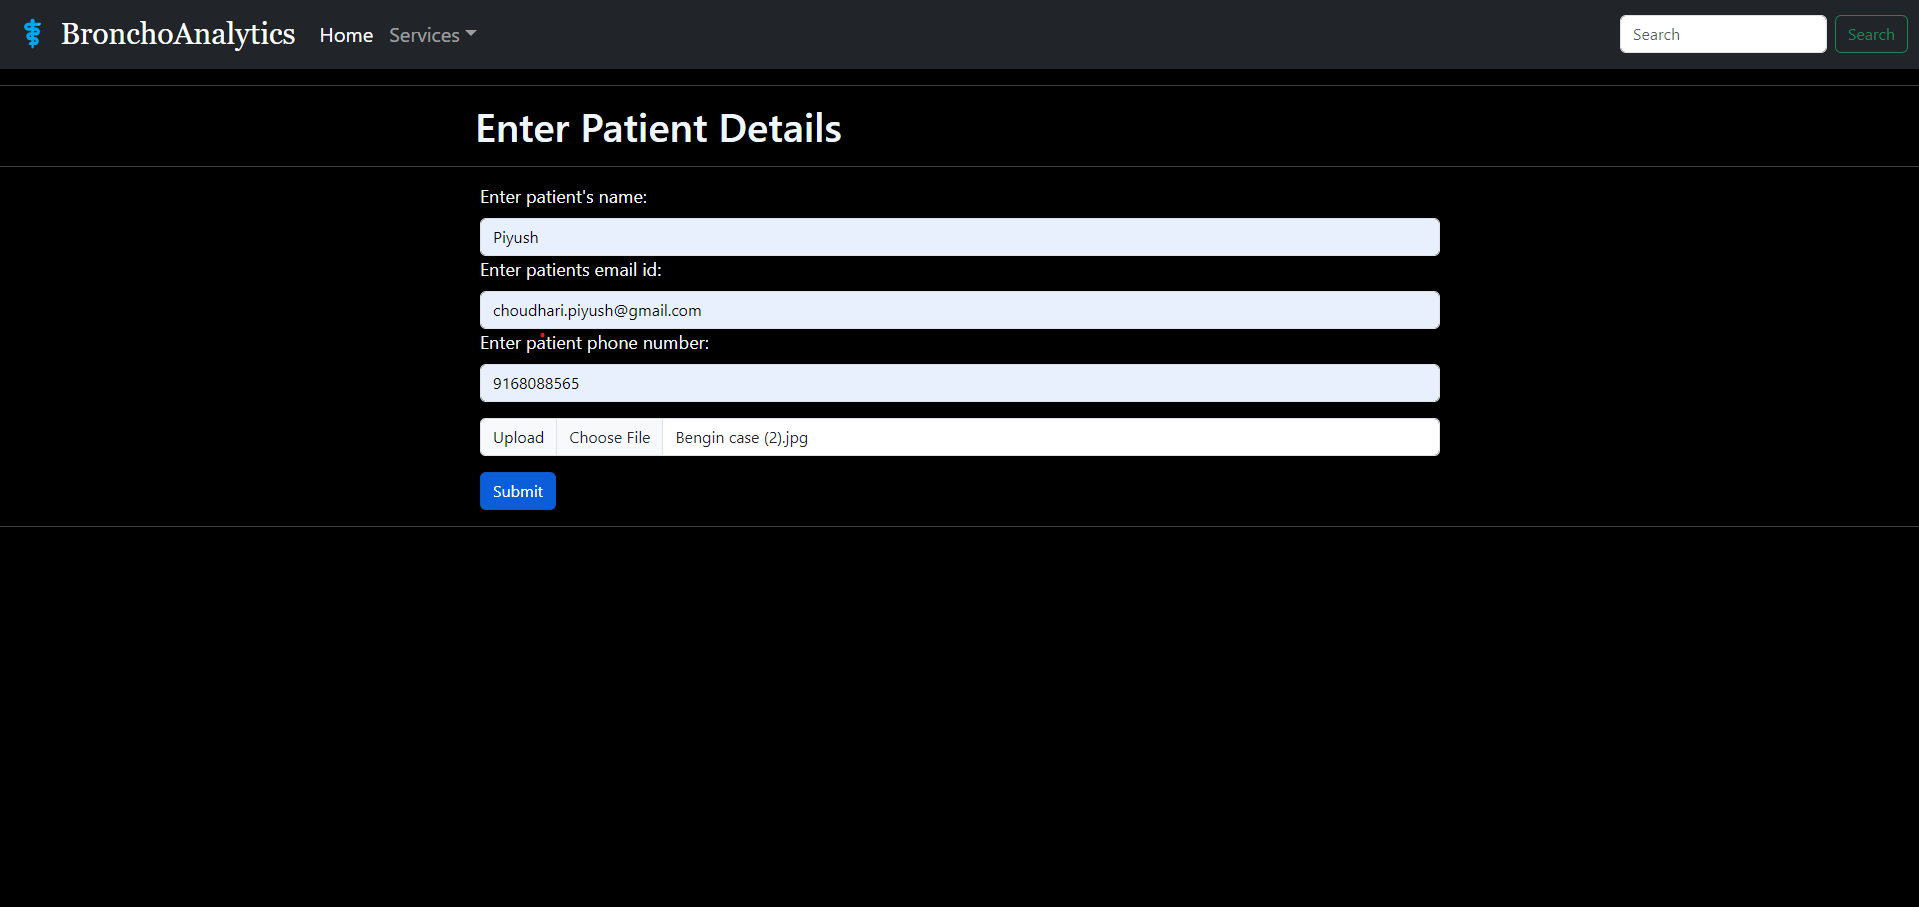 BronchoAnalytics Home Services Search Search
Enter Patient Details
Enter patient's name:
Piyush
Enter patients email id:
choudhari.piyush@gmail.com
Enter patient phone number:
9168088565
Upload Choose File Bengin case (2).jpg
Submit